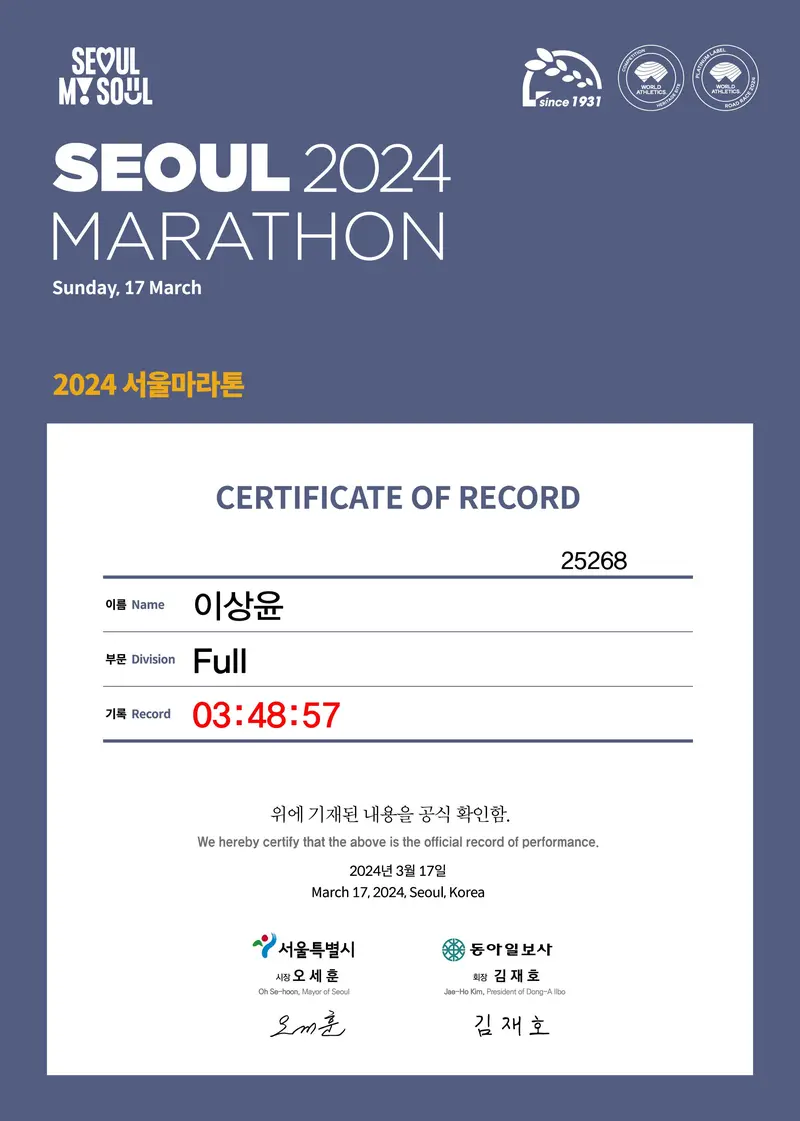 SEOUL
MY SOUL
since 1931
COMPETITION
WORLD
ATHLETICS
HERITAGE SITE
PLATINUM LABEL
WORLD
ATHLETICS
ROAD RACE 2024
SEOUL 2024
MARATHON
Sunday, 17 March
2024 서울마라톤
CERTIFICATE OF RECORD
25268
이름 Name 이상윤
부문 Division Full
기록 Record 03:48:57
위에 기재된 내용을 공식 확인함.
We hereby certify that the above is the official record of performance.
2024년 3월 17일
March 17, 2024, Seoul, Korea
서울특별시 동아일보사
시장 오세훈 회장 김재호
Oh Se-hoon, Mayor of Seoul Jae-Ho Kim, President of Dong-A Ilbo
오세훈 김재호